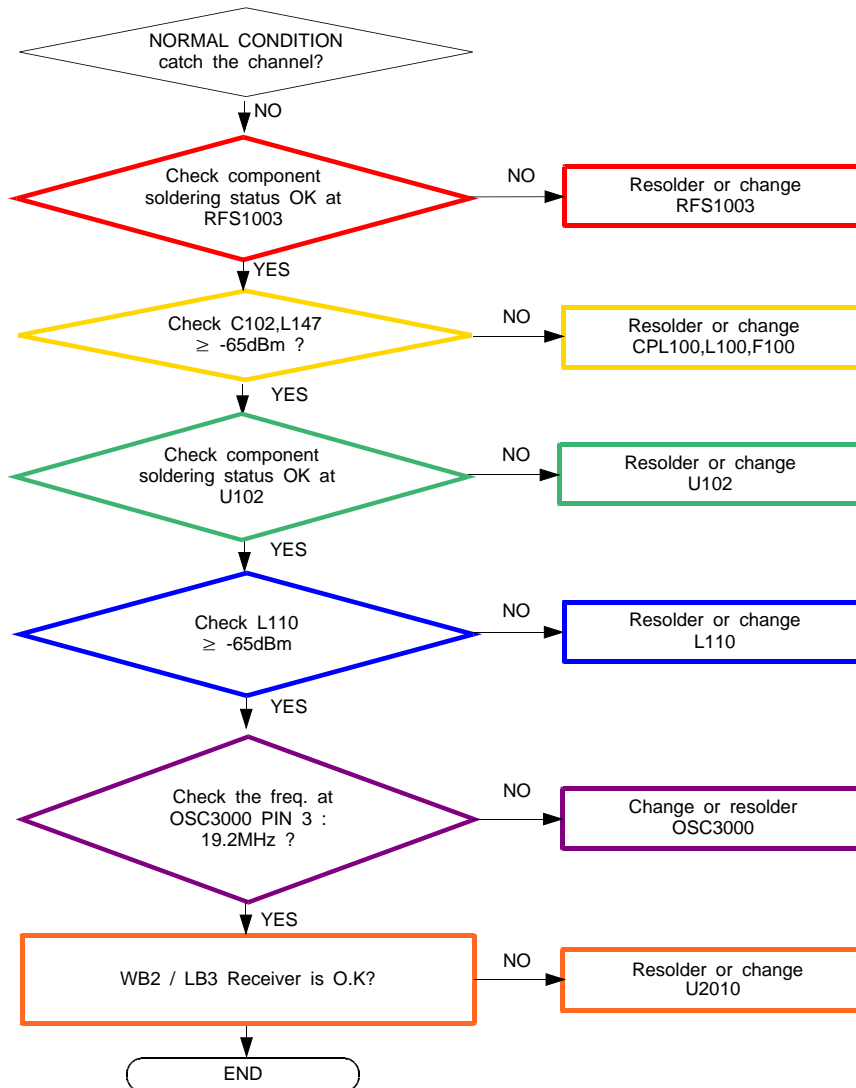 NORMAL CONDITION
catch the channel?
NO
Check component
soldering status OK at
RFS1003
NO
Resolder or change
RFS1003
YES
Check C102,L147
≥ -65dBm ?
NO
Resolder or change
CPL100,L100,F100
YES
Check component
soldering status OK at
U102
NO
Resolder or change
U102
YES
Check L110
≥ -65dBm
NO
Resolder or change
L110
YES
Check the freq. at
OSC3000 PIN 3 :
19.2MHz ?
NO
Change or resolder
OSC3000
YES
WB2 / LB3 Receiver is O.K?
NO
Resolder or change
U2010
END